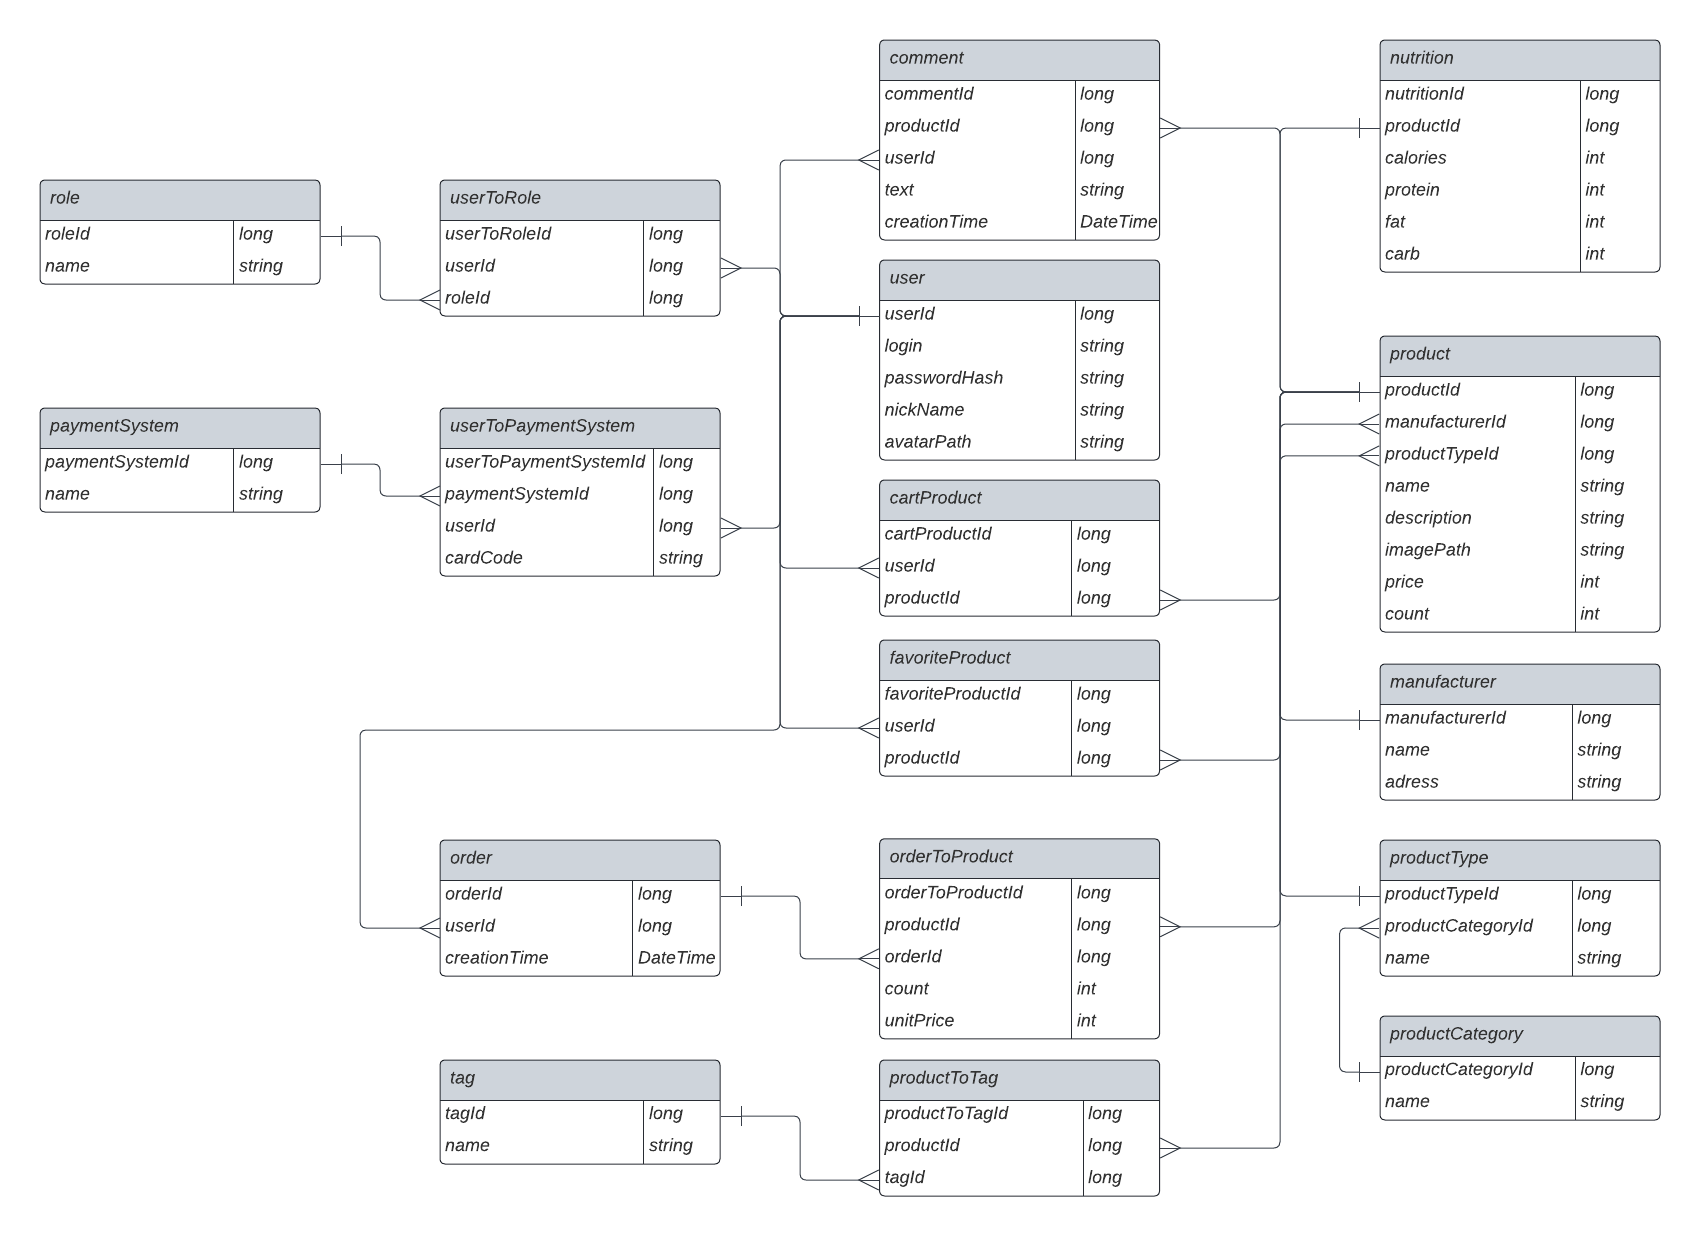 comment
commentId long
productId long
userId long
text string
creationTime DateTime
nutrition
nutritionId long
productId long
calories int
protein int
fat int
carb int
role
roleId long
name string
userToRole
userToRoleId long
userId long
roleId long
user
userId long
login string
passwordHash string
nickName string
avatarPath string
product
productId long
manufacturerId long
productTypeId long
name string
description string
imagePath string
price int
count int
paymentSystem
paymentSystemId long
name string
userToPaymentSystem
userToPaymentSystemId long
paymentSystemId long
userId long
cardCode string
cartProduct
cartProductId long
userId long
productId long
favoriteProduct
favoriteProductId long
userId long
productId long
manufacturer
manufacturerId long
name string
adress string
order
orderId long
userId long
creationTime DateTime
orderToProduct
orderToProductId long
productId long
orderId long
count int
unitPrice int
productType
productTypeId long
productCategoryId long
name string
productCategory
productCategoryId long
name string
tag
tagId long
name string
productToTag
productToTagId long
productId long
tagId long